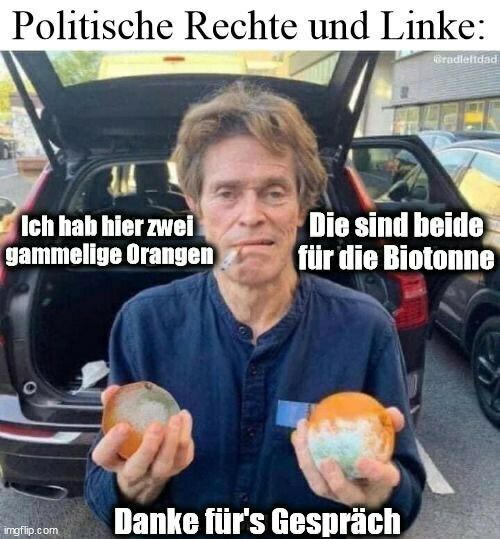 Politische Rechte und Linke:
@radleftdad
Ich hab hier zwei
gammelige Orangen
Die sind beide
für die Biotonne
Danke für's Gespräch
imgflip.com